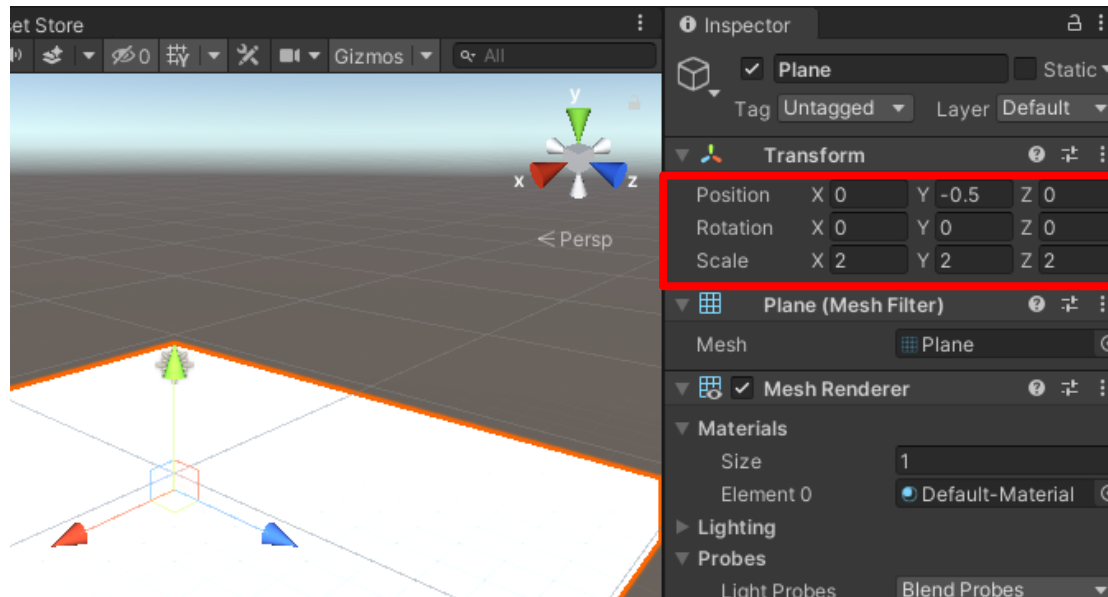 et Store
Inspector
0 Gizmos All
Plane Static
Tag Untagged Layer Default
Transform
Position X 0 Y -0.5 Z 0
Rotation X 0 Y 0 Z 0
Scale X 2 Y 2 Z 2
Plane (Mesh Filter)
Mesh Plane
Mesh Renderer
Materials
Size 1
Element 0 Default-Material
Lighting
Probes
Light Probes Blend Probes
y
x
z
Persp